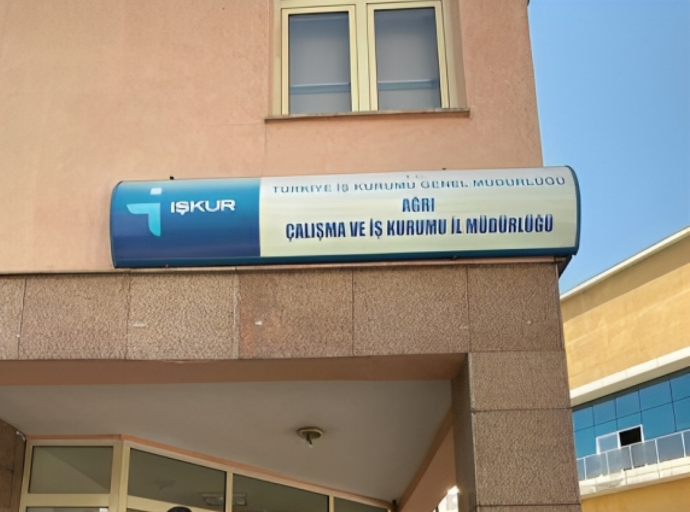 İŞKUR
T.C.
TÜRKİYE İŞ KURUMU GENEL MÜDÜRLÜĞÜ
AĞRI
ÇALIŞMA VE İŞ KURUMU İL MÜDÜRLÜĞÜ